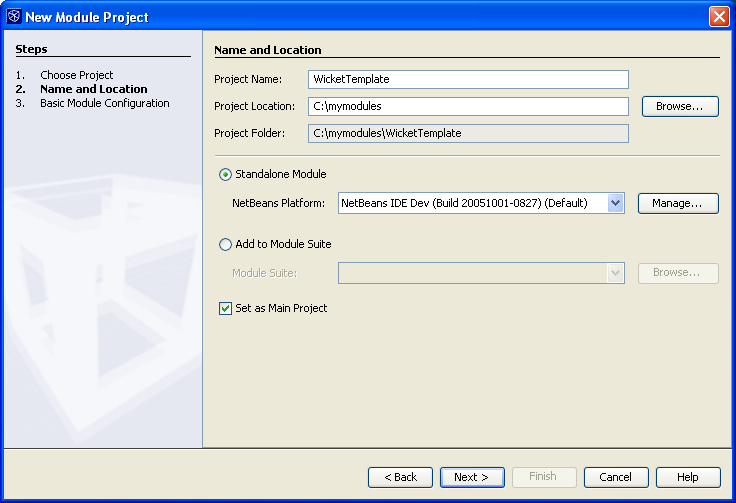 New Module Project
Steps
1. Choose Project
2. Name and Location
3. Basic Module Configuration
Name and Location
Project Name: WicketTemplate
Project Location: C:\mymodules Browse...
Project Folder: C:\mymodules\WicketTemplate
Standalone Module
NetBeans Platform: NetBeans IDE Dev (Build 20051001-0827) (Default) Manage...
Add to Module Suite
Module Suite: Browse...
Set as Main Project
< Back Next > Finish Cancel Help